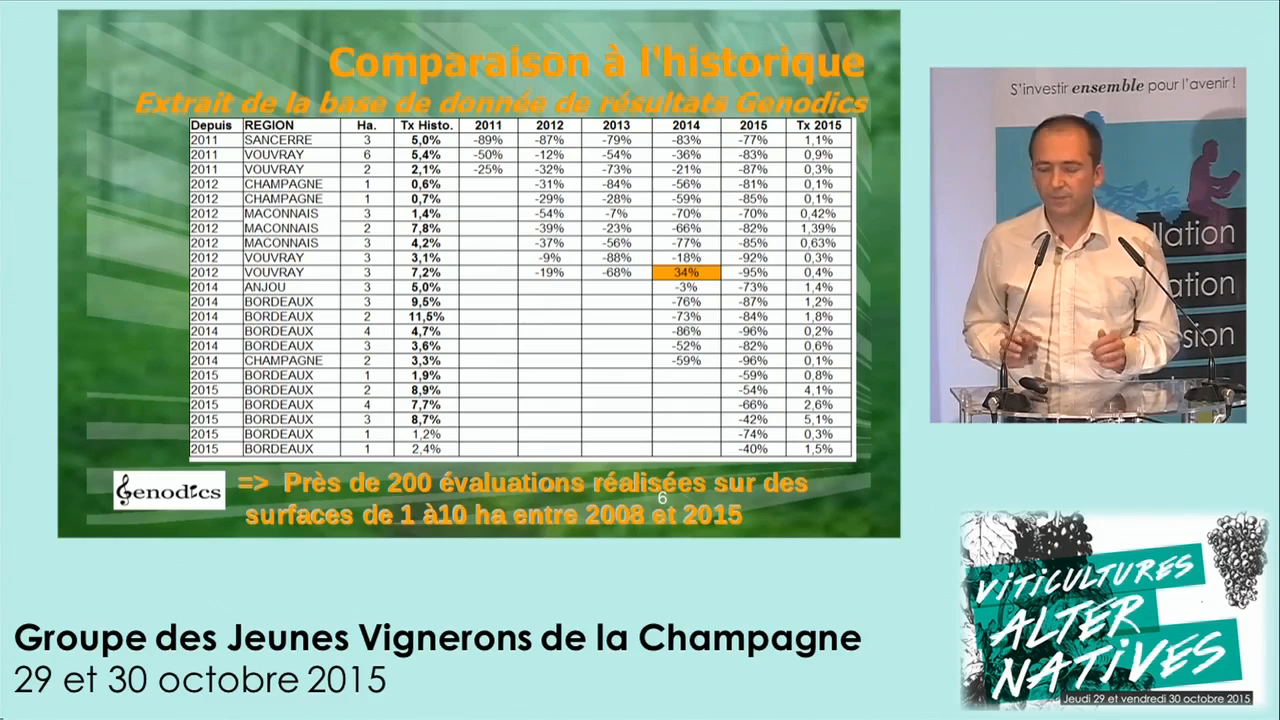 Comparaison à l'historique
Extrait de la base de donnée de résultats Genodics
Depuis REGION Ha. Tx Histo. 2011 2012 2013 2014 2015 Tx 2015
2011 SANCERRE 3 5,0% -89% -87% -79% -83% -77% 1,1%
2011 VOUVRAY 6 5,4% -50% -12% -54% -36% -83% 0,9%
2011 VOUVRAY 2 2,1% -25% -32% -73% -21% -87% 0,3%
2012 CHAMPAGNE 1 0,6% -31% -84% -56% -81% 0,1%
2012 CHAMPAGNE 1 0,7% -29% -28% -59% -85% 0,1%
2012 MACONNAIS 3 1,4% -54% -7% -70% -70% 0,42%
2012 MACONNAIS 2 7,8% -39% -23% -66% -82% 1,39%
2012 MACONNAIS 3 4,2% -37% -56% -77% -85% 0,63%
2012 VOUVRAY 3 3,1% -9% -88% -18% -92% 0,3%
2012 VOUVRAY 3 7,2% -19% -68% 34% -95% 0,4%
2014 ANJOU 3 5,0% -3% -73% 1,4%
2014 BORDEAUX 3 9,5% -76% -87% 1,2%
2014 BORDEAUX 2 11,5% -73% -84% 1,8%
2014 BORDEAUX 4 4,7% -86% -96% 0,2%
2014 BORDEAUX 3 3,6% -52% -82% 0,6%
2014 CHAMPAGNE 2 3,3% -59% -96% 0,1%
2015 BORDEAUX 1 1,9% -59% 0,8%
2015 BORDEAUX 2 8,9% -54% 4,1%
2015 BORDEAUX 4 7,7% -66% 2,6%
2015 BORDEAUX 3 8,7% -42% 5,1%
2015 BORDEAUX 1 1,2% -74% 0,3%
2015 BORDEAUX 1 2,4% -40% 1,5%
Genodics
=> Près de 200 évaluations réalisées sur des
surfaces de 1 à10 ha entre 2008 et 2015
6
S'investir ensemble pour l'avenir !
llation
ation
sion
Groupe des Jeunes Vignerons de la Champagne
29 et 30 octobre 2015
VITICULTURES
ALTER
NATIVES
Jeudi 29 et vendredi 30 octobre 2015